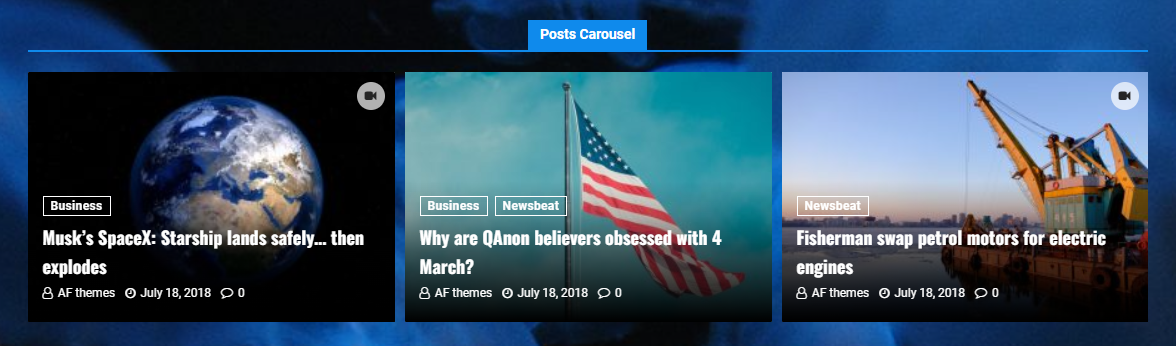 Posts Carousel
Business
Musk's SpaceX: Starship lands safely... then
explodes
AF themes July 18, 2018 0
Business Newsbeat
Why are QAnon believers obsessed with 4
March?
AF themes July 18, 2018 0
Newsbeat
Fisherman swap petrol motors for electric
engines
AF themes July 18, 2018 0